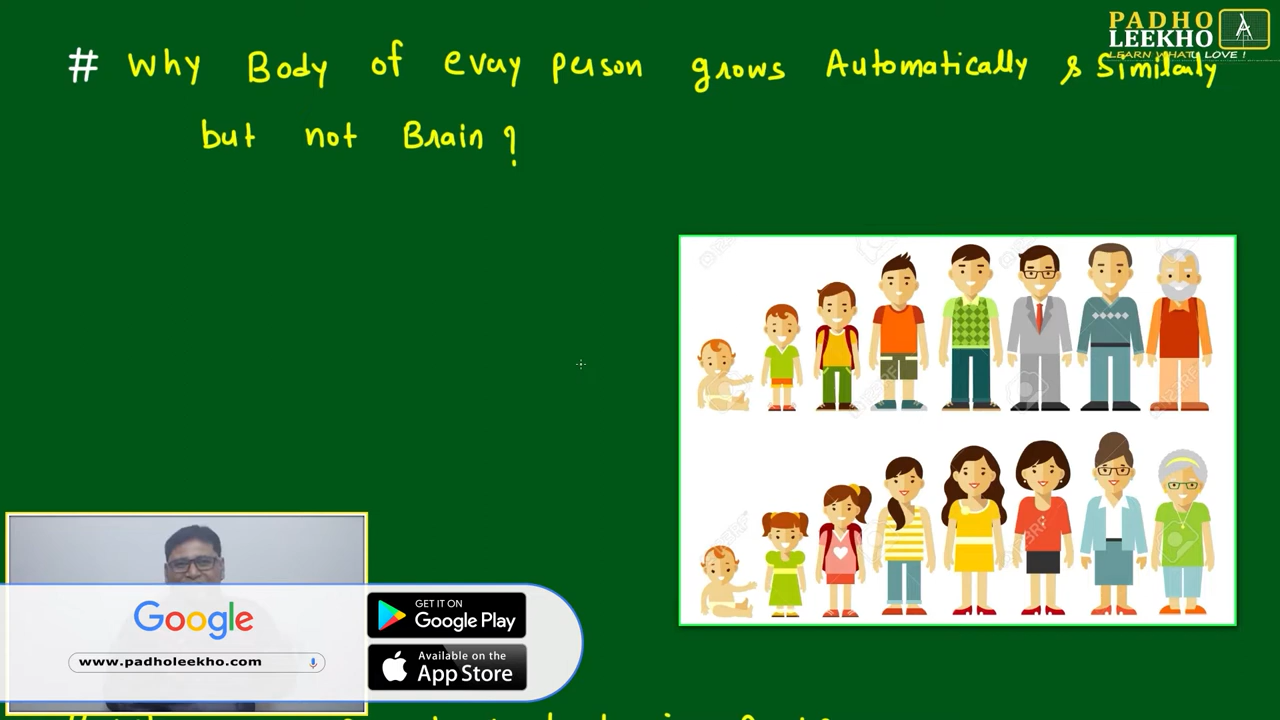 PADHO
LEEKHO
LEARN WHAT U LOVE !
# Why Body of every person grows Automatically & Similarly
but not Brain ?
Google
www.padholeekho.com
GET IT ON
Google Play
Available on the
App Store